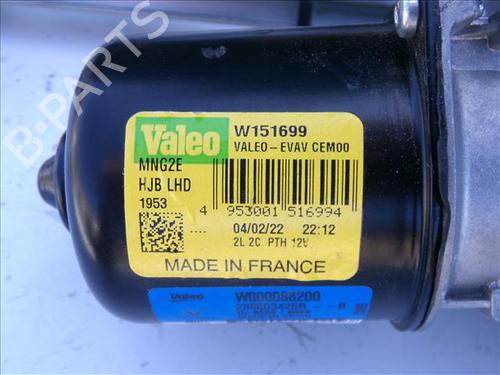 B-PARTS
Valeo W151699
VALEO-EVAV CEM00
MNG2E
HJB LHD
1953
4 953001 516994
04/02/22 22:12
2L 2C PTH 12V
MADE IN FRANCE
Valeo W000088200